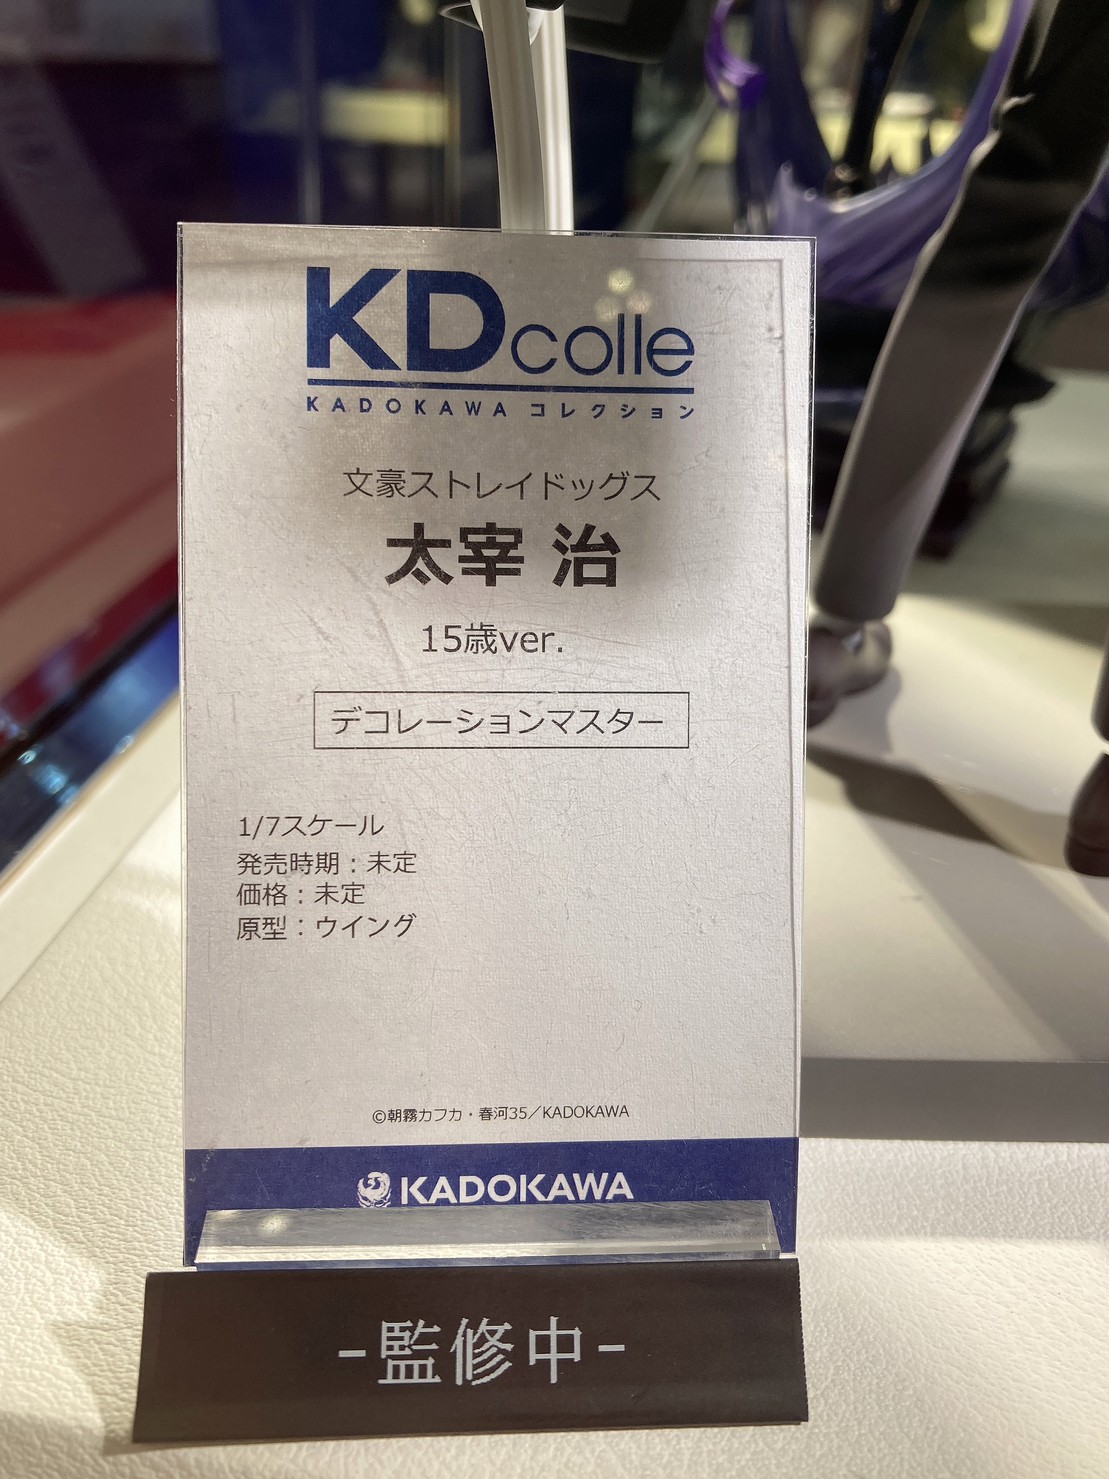 KDcolle
KADOKAWA コレクション
文豪ストレイドッグス
太宰 治
15歳ver.
デコレーションマスター
1/7スケール
発売時期：未定
価格：未定
原型：ウイング
©朝霧カフカ・春河35／KADOKAWA
KADOKAWA
-監修中-